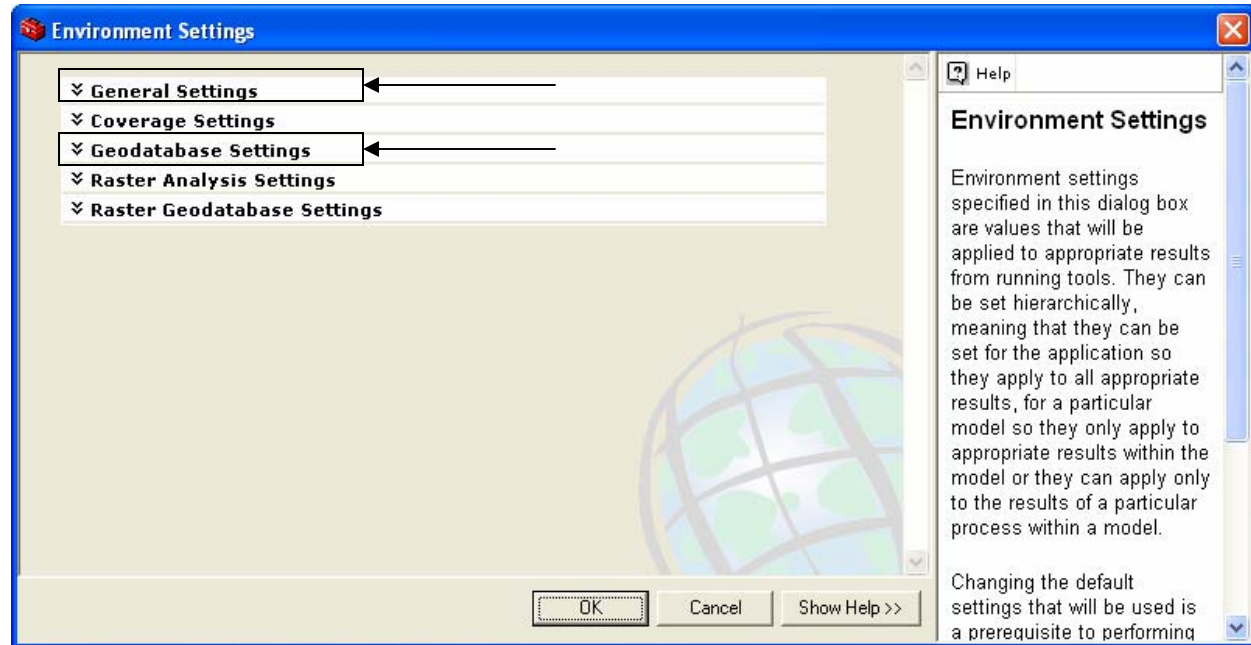 Environment Settings
General Settings
Coverage Settings
Geodatabase Settings
Raster Analysis Settings
Raster Geodatabase Settings
OK
Cancel
Show Help >>
Help
Environment Settings
Environment settings
specified in this dialog box
are values that will be
applied to appropriate results
from running tools. They can
be set hierarchically,
meaning that they can be
set for the application so
they apply to all appropriate
results, for a particular
model so they only apply to
appropriate results within the
model or they can apply only
to the results of a particular
process within a model.
Changing the default
settings that will be used is
a prerequisite to performing